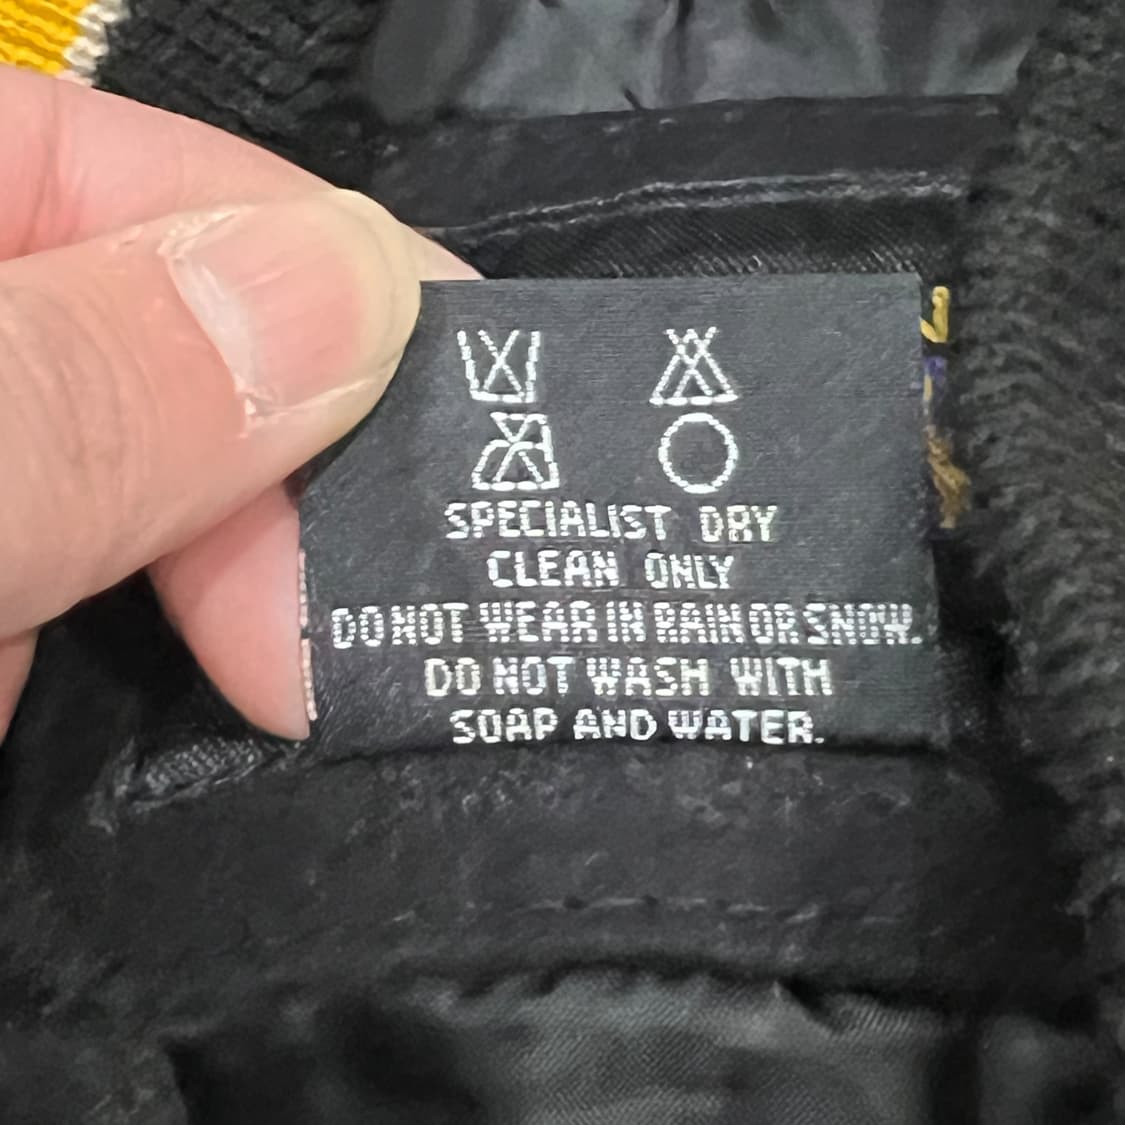 SPECIALIST DRY
CLEAN ONLY
DO NOT WEAR IN RAIN OR SNOW.
DO NOT WASH WITH
SOAP AND WATER.